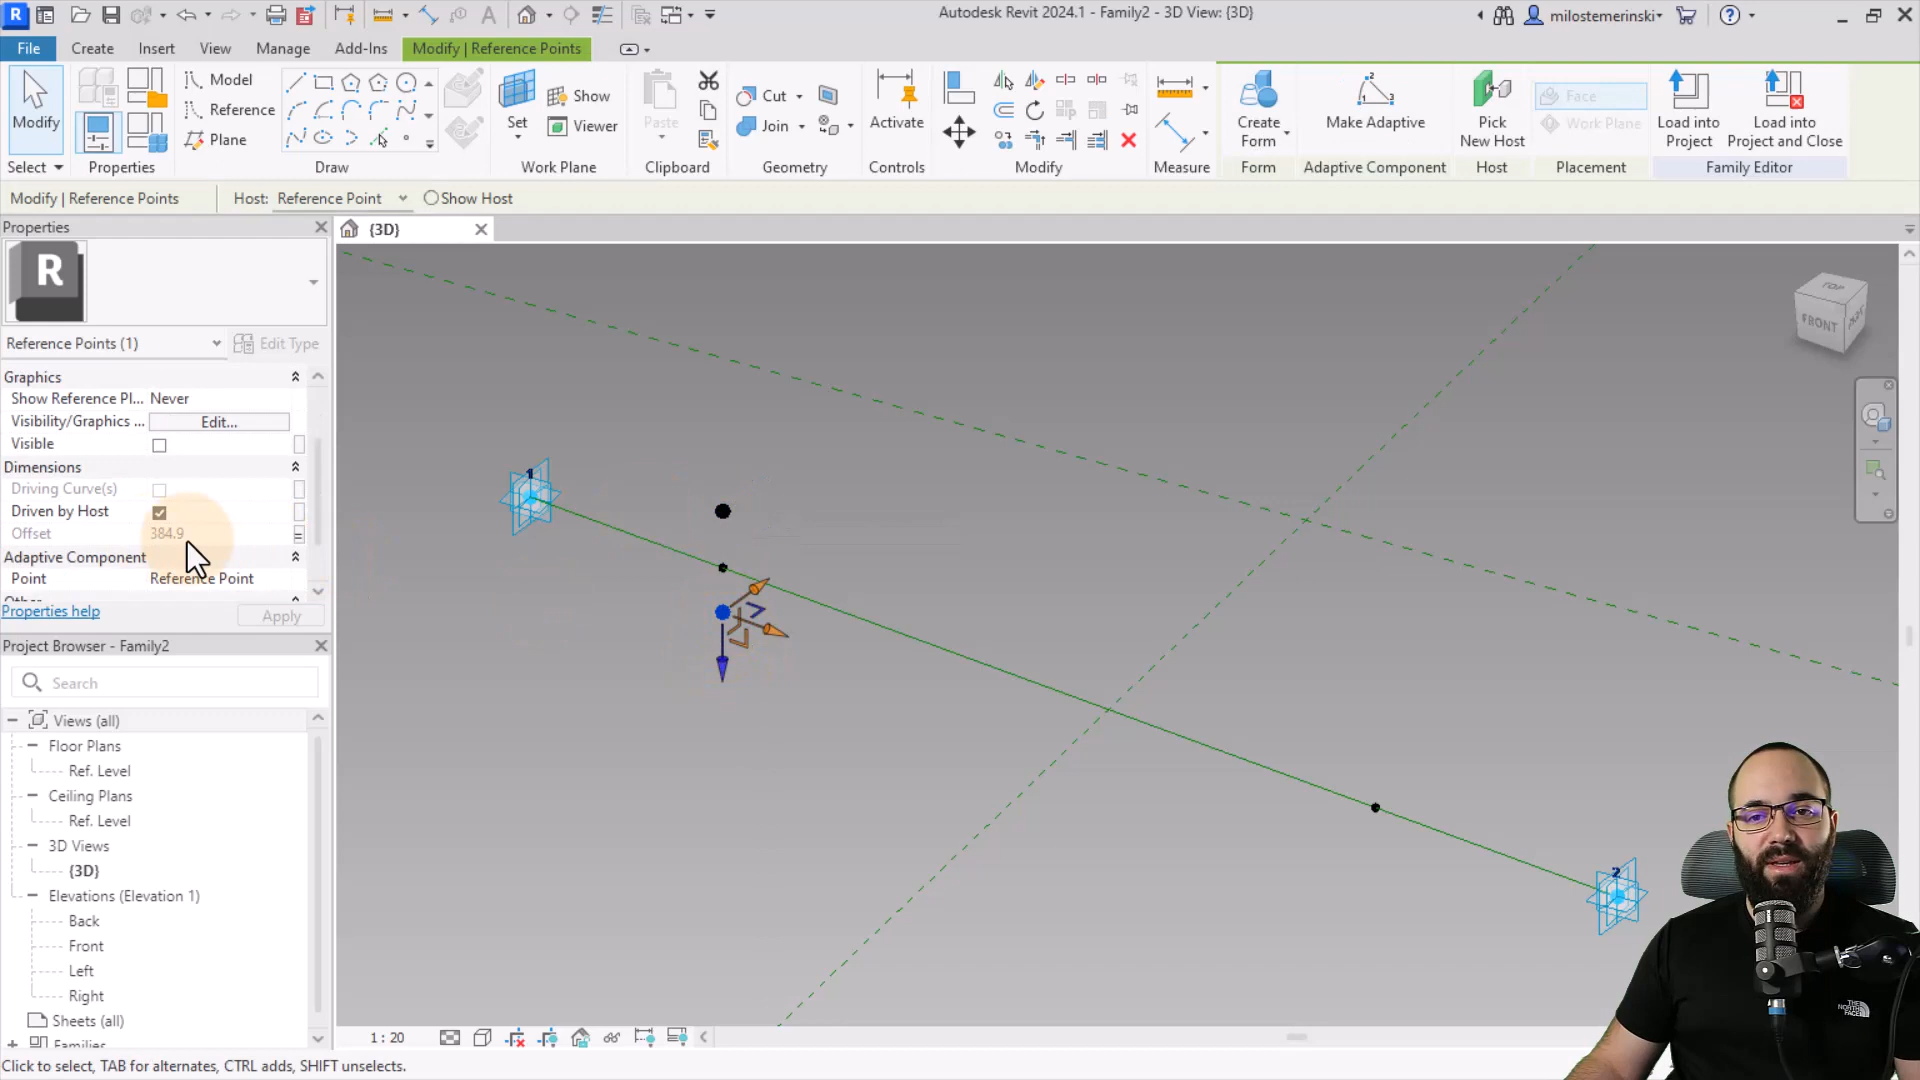 Autodesk Revit 2024.1 - Family2 - 3D View: {3D}
milostemerinski
File Create Insert View Manage Add-Ins Modify | Reference Points
Modify
Select
Properties
Model
Reference
Plane
Draw
Set
Show
Viewer
Work Plane
Paste
Clipboard
Cut
Join
Geometry
Activate
Controls
Modify
Measure
Create
Form
Form
Make Adaptive
Adaptive Component
Pick
New Host
Host
Face
Work Plane
Placement
Load into
Project
Load into
Project and Close
Family Editor
Modify | Reference Points Host: Reference Point Show Host
Properties
{3D}
R
Reference Points (1) Edit Type
Graphics
Show Reference Pl... Never
Visibility/Graphics ... Edit...
Visible
Dimensions
Driving Curve(s)
Driven by Host
Offset 384.9
Adaptive Component
Point Reference Point
Other
Properties help Apply
Project Browser - Family2
Search
Views (all)
Floor Plans
Ref. Level
Ceiling Plans
Ref. Level
3D Views
{3D}
Elevations (Elevation 1)
Back
Front
Left
Right
Sheets (all)
Families
1
2
TOP
FRONT
1 : 20
Click to select, TAB for alternates, CTRL adds, SHIFT unselects.
THE NORTH FACE